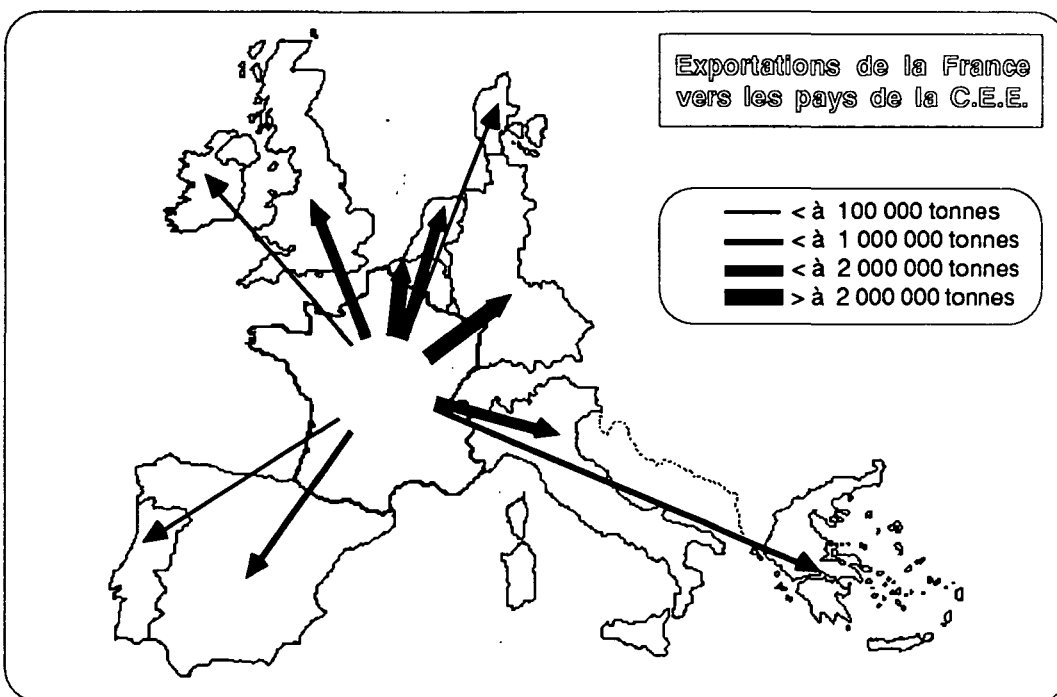 Exportations de la France
vers les pays de la C.E.E.
< à 100 000 tonnes
< à 1 000 000 tonnes
< à 2 000 000 tonnes
> à 2 000 000 tonnes